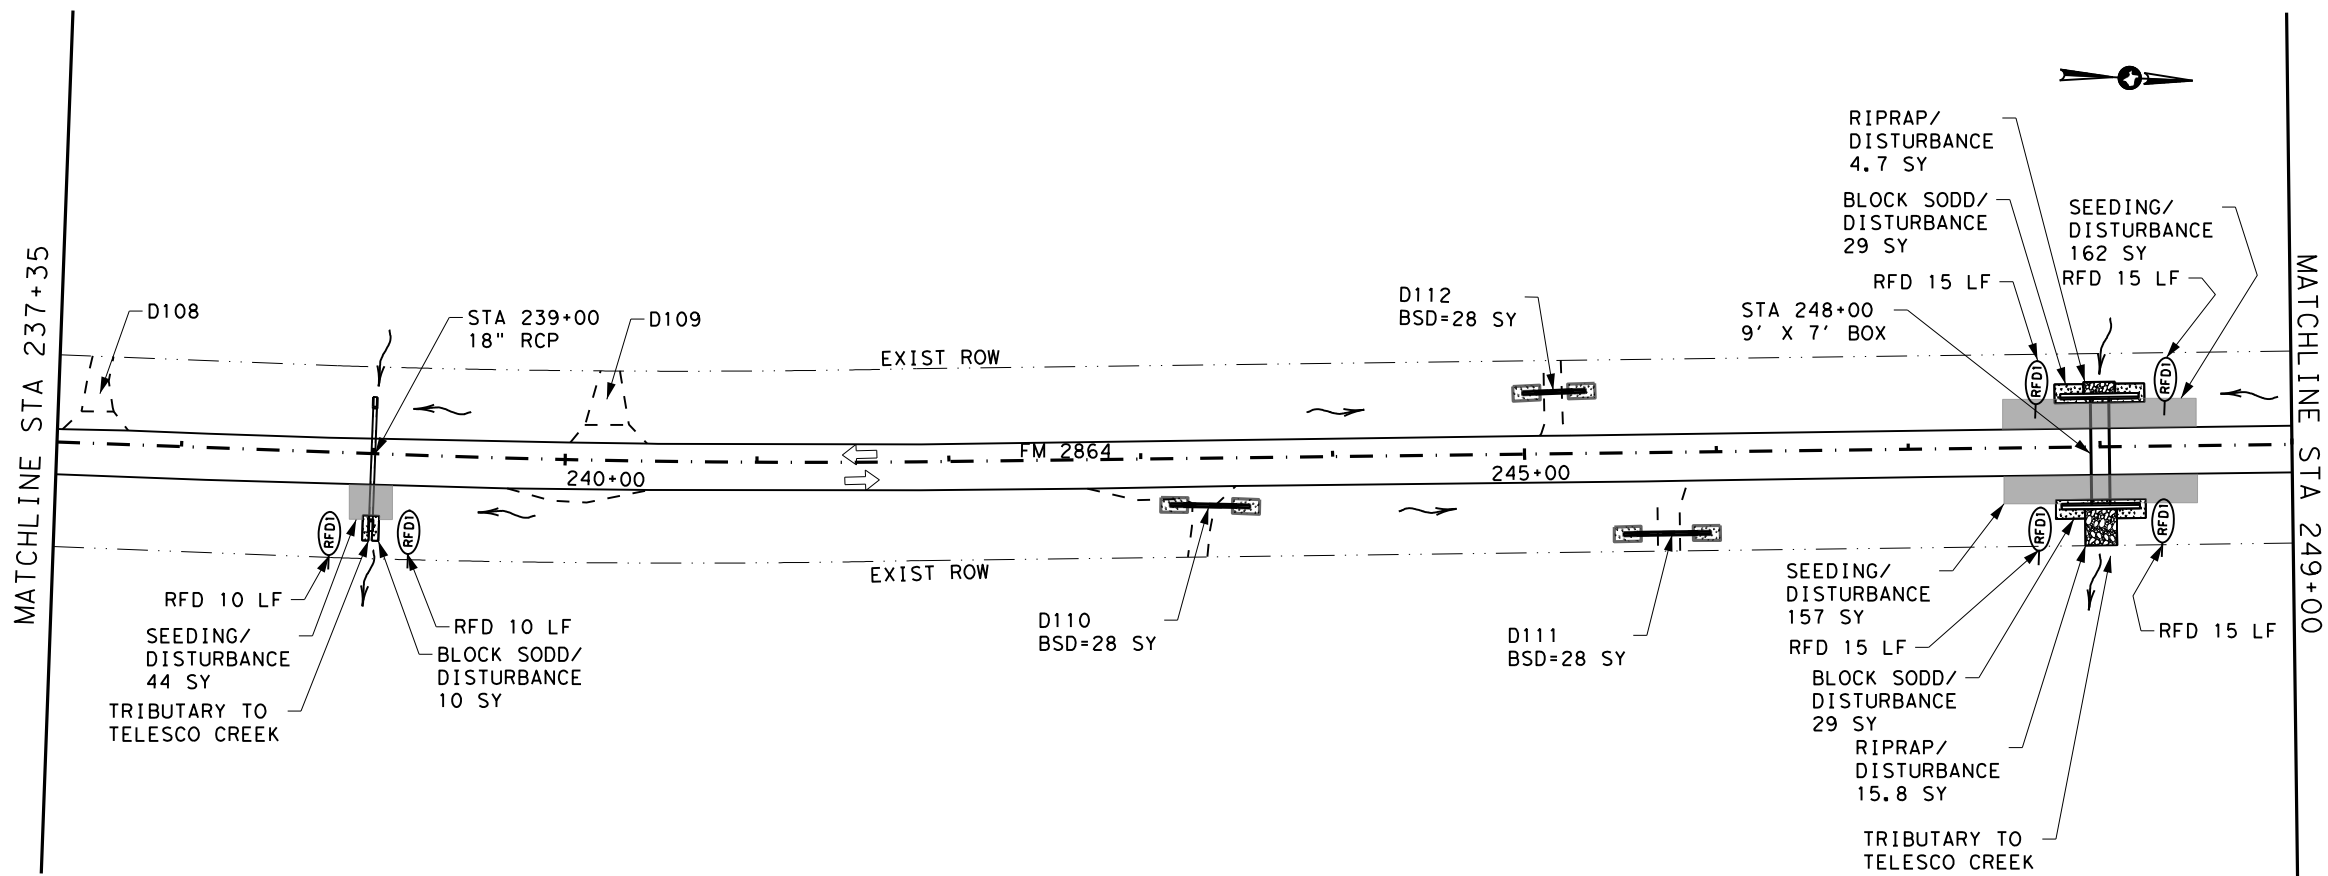 MATCHLINE STA 237+35
D108
STA 239+00
18" RCP
D109
EXIST ROW
D112
BSD=28 SY
RIPRAP/
DISTURBANCE
4.7 SY
BLOCK SODD/
DISTURBANCE
29 SY
SEEDING/
DISTURBANCE
162 SY
RFD 15 LF
RFD 15 LF
STA 248+00
9' X 7' BOX
RFD1
RFD1
MATCHLINE STA 249+00
FM 2864
240+00
245+00
RFD1
RFD1
RFD1
RFD1
EXIST ROW
RFD 10 LF
SEEDING/
DISTURBANCE
44 SY
TRIBUTARY TO
TELESCO CREEK
RFD 10 LF
BLOCK SODD/
DISTURBANCE
10 SY
D110
BSD=28 SY
D111
BSD=28 SY
SEEDING/
DISTURBANCE
157 SY
RFD 15 LF
BLOCK SODD/
DISTURBANCE
29 SY
RIPRAP/
DISTURBANCE
15.8 SY
TRIBUTARY TO
TELESCO CREEK
RFD 15 LF